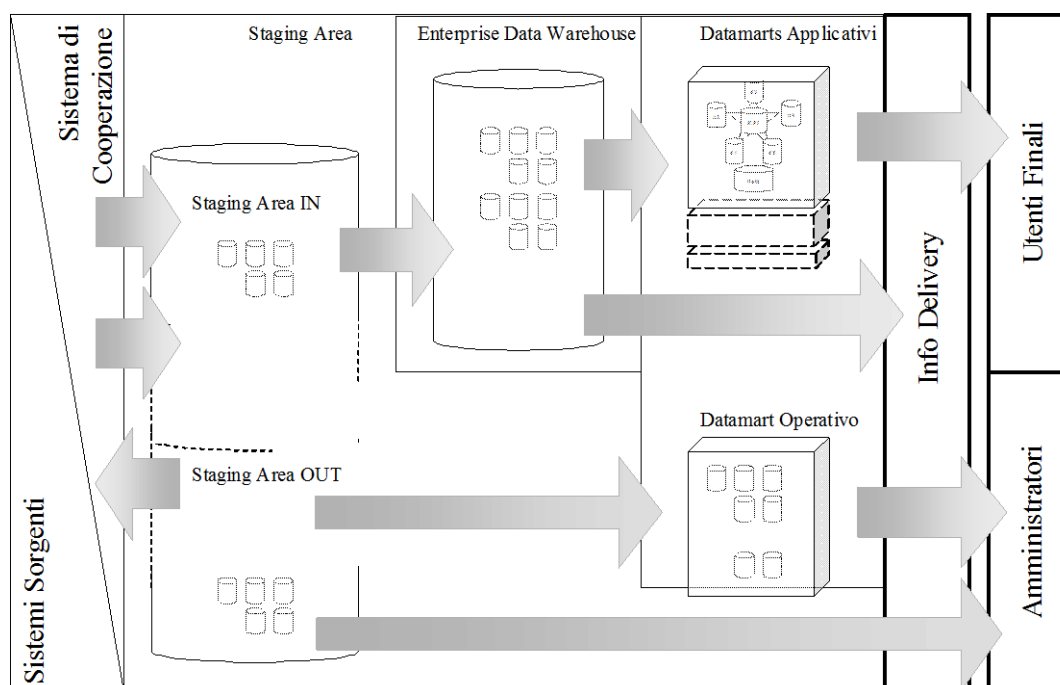 Sistema di
Cooperazione
Sistemi Sorgenti
Staging Area
Staging Area IN
Staging Area OUT
Enterprise Data Warehouse
Datamarts Applicativi
Datamart Operativo
Info Delivery
Utenti Finali
Amministratori